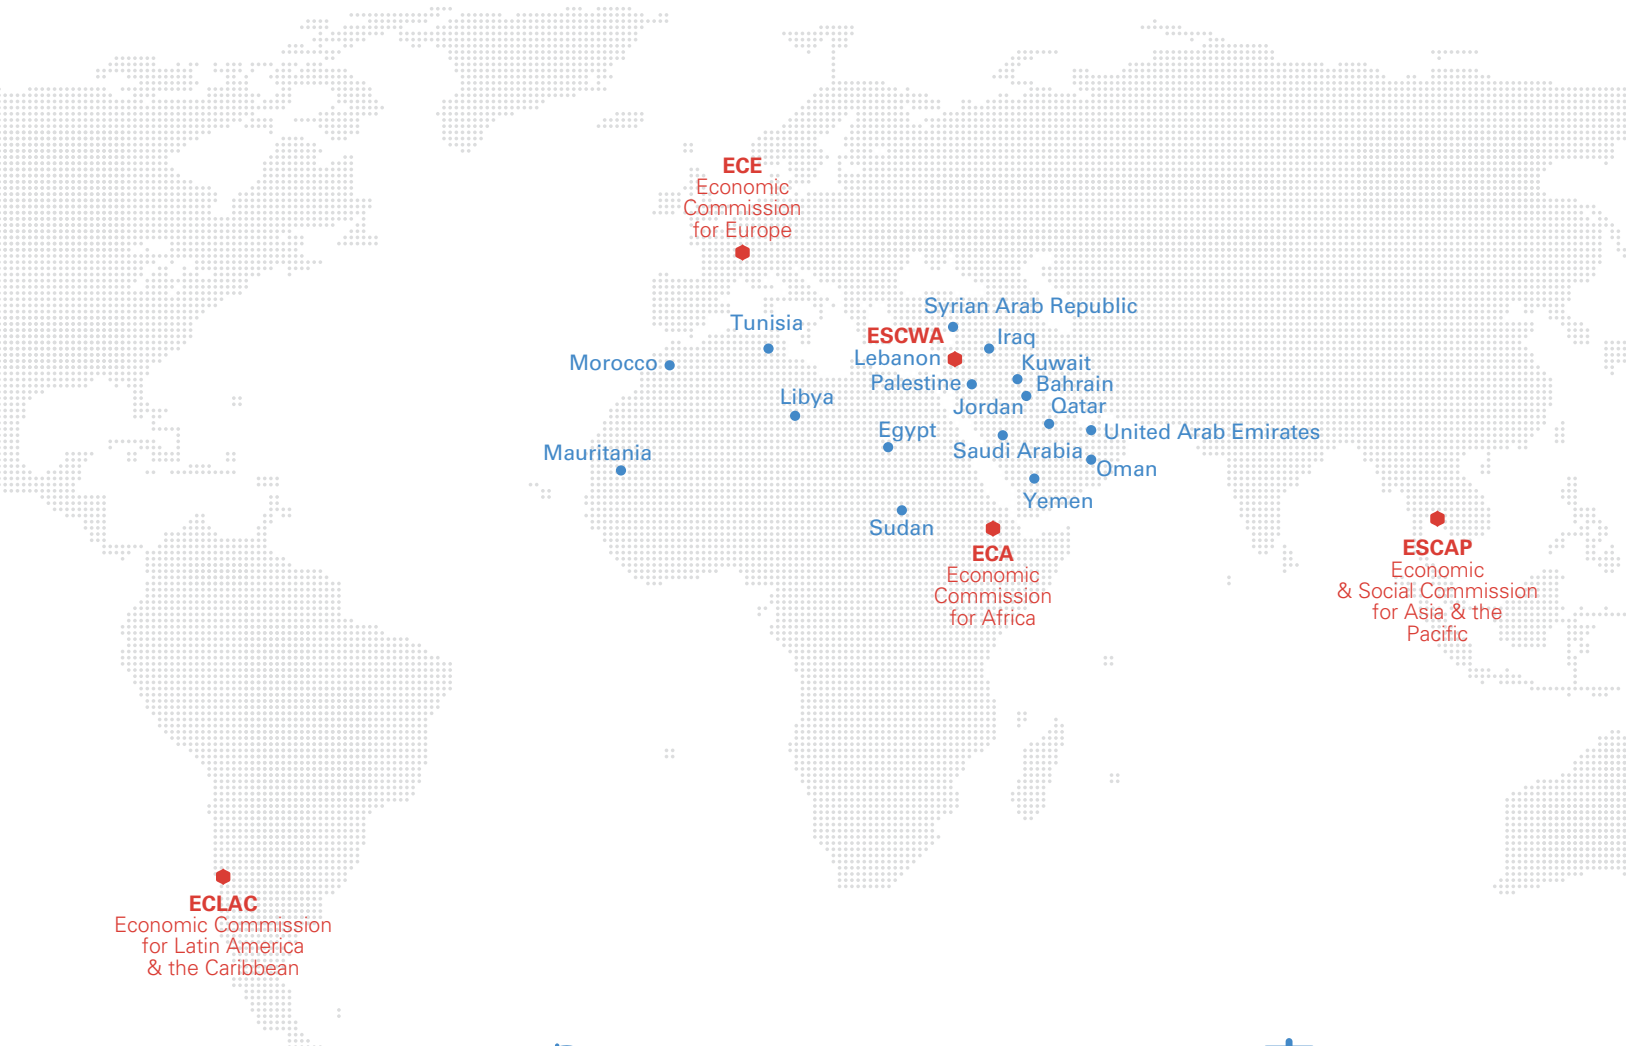 ECE
Economic
Commission
for Europe
Syrian Arab Republic
Tunisia
ESCWA
Iraq
Lebanon
Morocco
Kuwait
Palestine
Bahrain
Libya
Jordan
Qatar
Egypt
United Arab Emirates
Saudi Arabia
Mauritania
Oman
Yemen
Sudan
ECA
Economic
Commission
for Africa
ESCAP
Economic
& Social Commission
for Asia & the
Pacific
ECLAC
Economic Commission
for Latin America
& the Caribbean